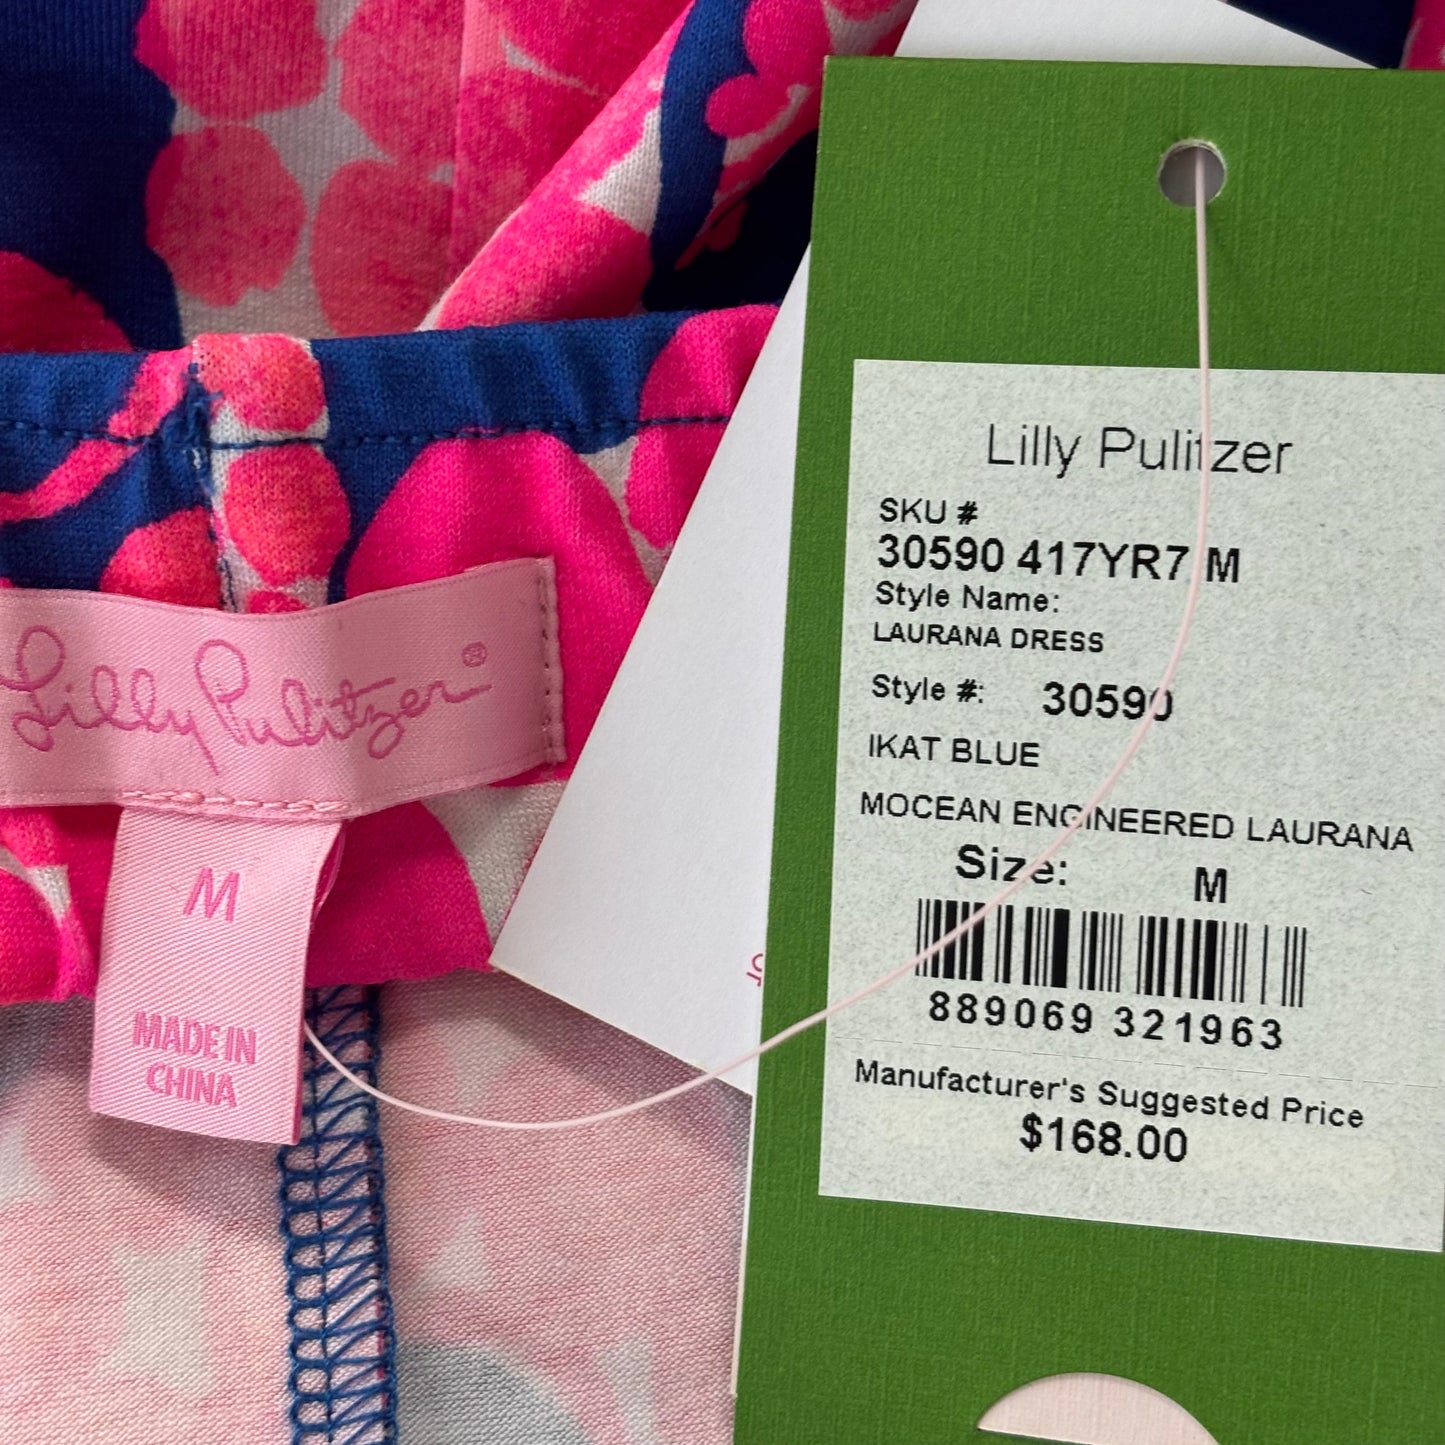 Lilly Pulitzer®
M
MADE IN
CHINA
Lilly Pulitzer
SKU #
30590 417YR7 M
Style Name:
LAURANA DRESS
Style #: 30590
IKAT BLUE
MOCEAN ENGINEERED LAURANA
Size: M
889069 321963
Manufacturer's Suggested Price
$168.00